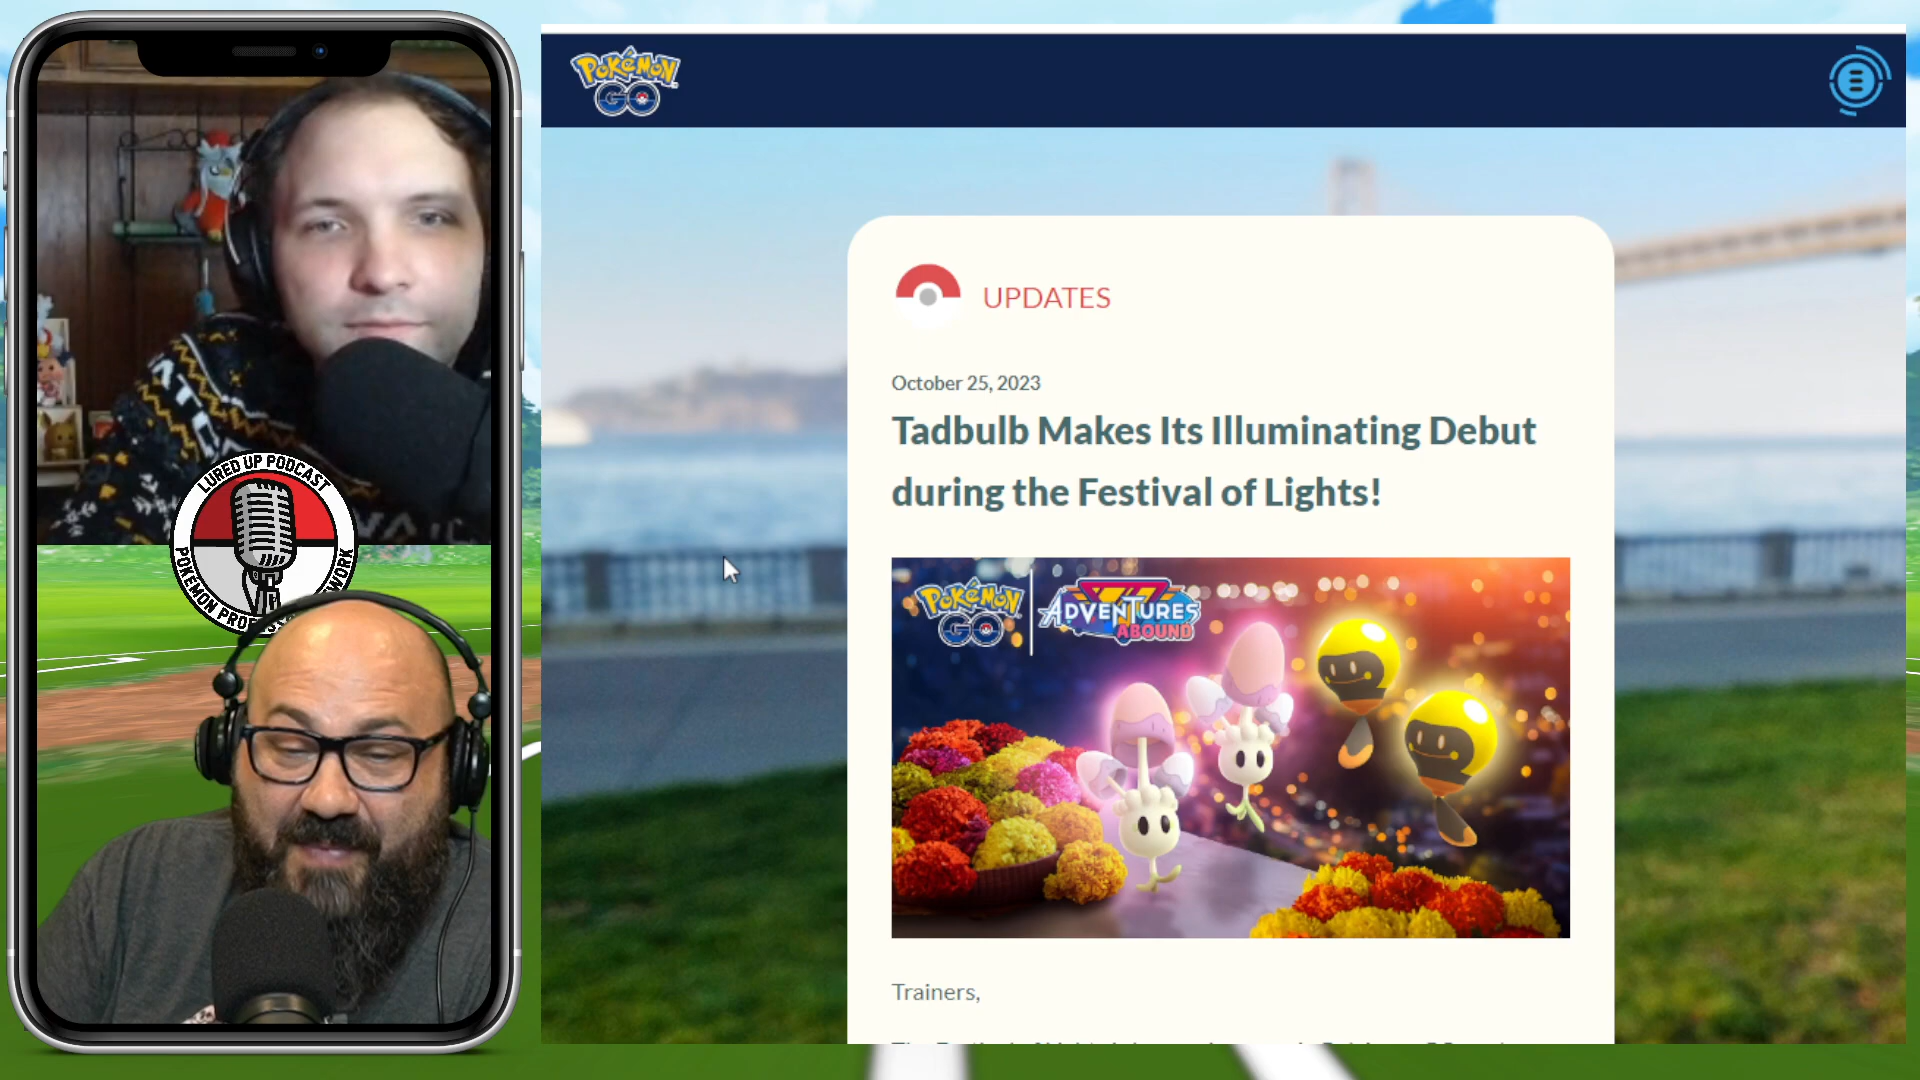 POKÉMON
GO
UPDATES
October 25, 2023
Tadbulb Makes Its Illuminating Debut
during the Festival of Lights!
POKÉMON
GO
ADVENTURES
ABOUND
Trainers,
LURED UP PODCAST
POKÉMON